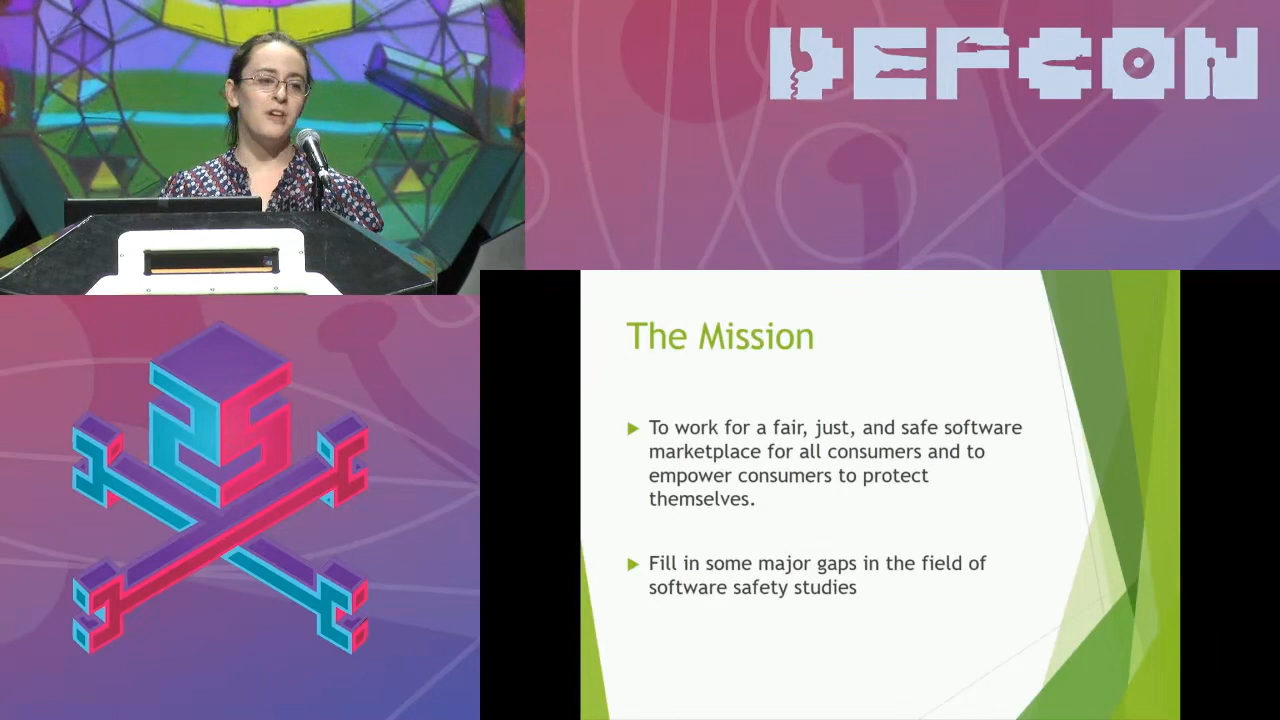 DEFCON
The Mission
To work for a fair, just, and safe software
marketplace for all consumers and to
empower consumers to protect
themselves.
Fill in some major gaps in the field of
software safety studies